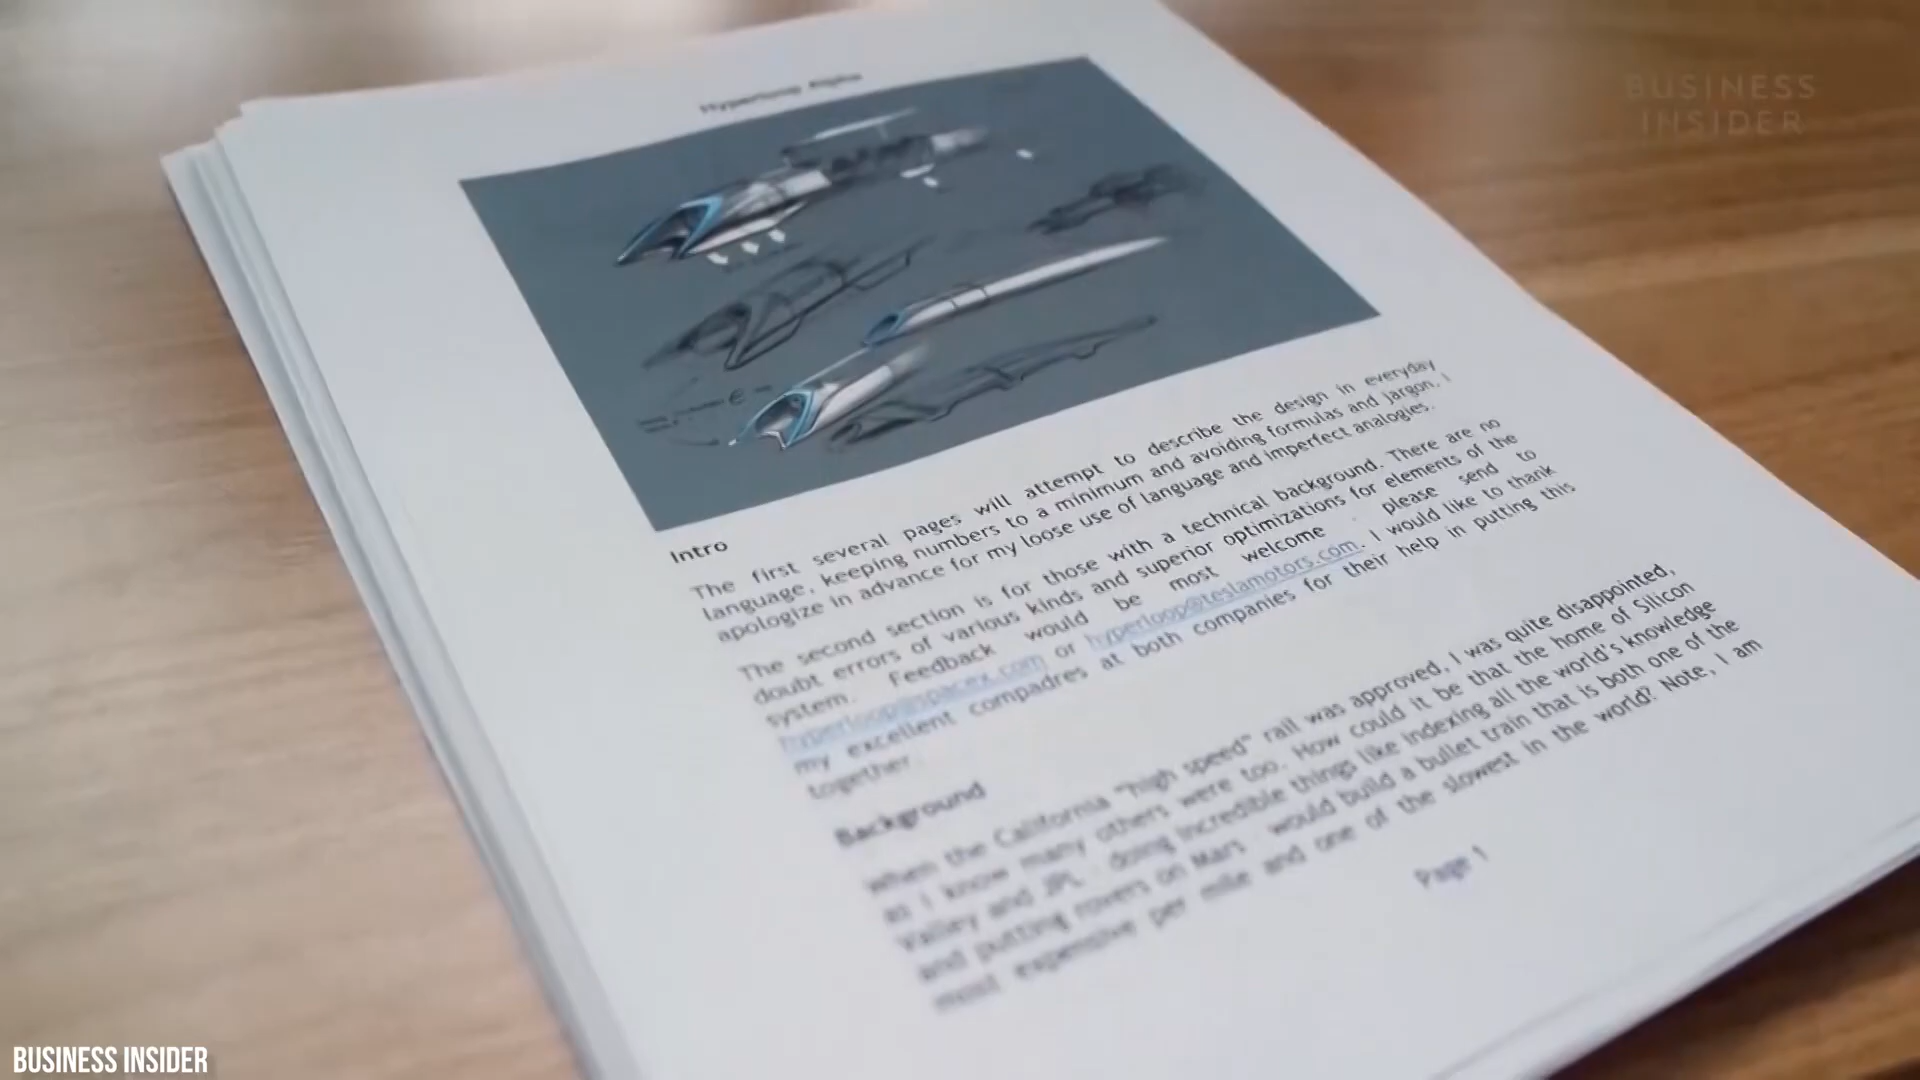 BUSINESS
INSIDER
Hyperloop Alpha
Intro
The first several pages will attempt to describe the design in everyday
language, keeping numbers to a minimum and avoiding formulas and jargon. I
apologize in advance for my loose use of language and imperfect analogies.
The second section is for those with a technical background. There are no
doubt errors of various kinds and superior optimizations for elements of the
system. Feedback would be most welcome - please send to
hyperloop@spacex.com or hyperloop@teslamotors.com. I would like to thank
my excellent compadres at both companies for their help in putting this
together.
Background
When the California "high speed" rail was approved, I was quite disappointed,
as I know many others were too. How could it be that the home of Silicon
Valley and JPL - doing incredible things like indexing all the world's knowledge
and putting rovers on Mars - would build a bullet train that is both one of the
most expensive per mile and one of the slowest in the world? Note, I am
Page 1
BUSINESS INSIDER